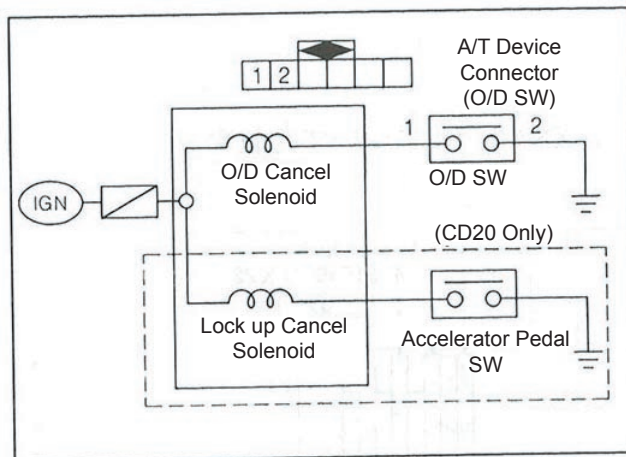 A/T Device
Connector
(O/D SW)
1 2
1
2
O/D Cancel
Solenoid
O/D SW
IGN
(CD20 Only)
Lock up Cancel
Solenoid
Accelerator Pedal
SW